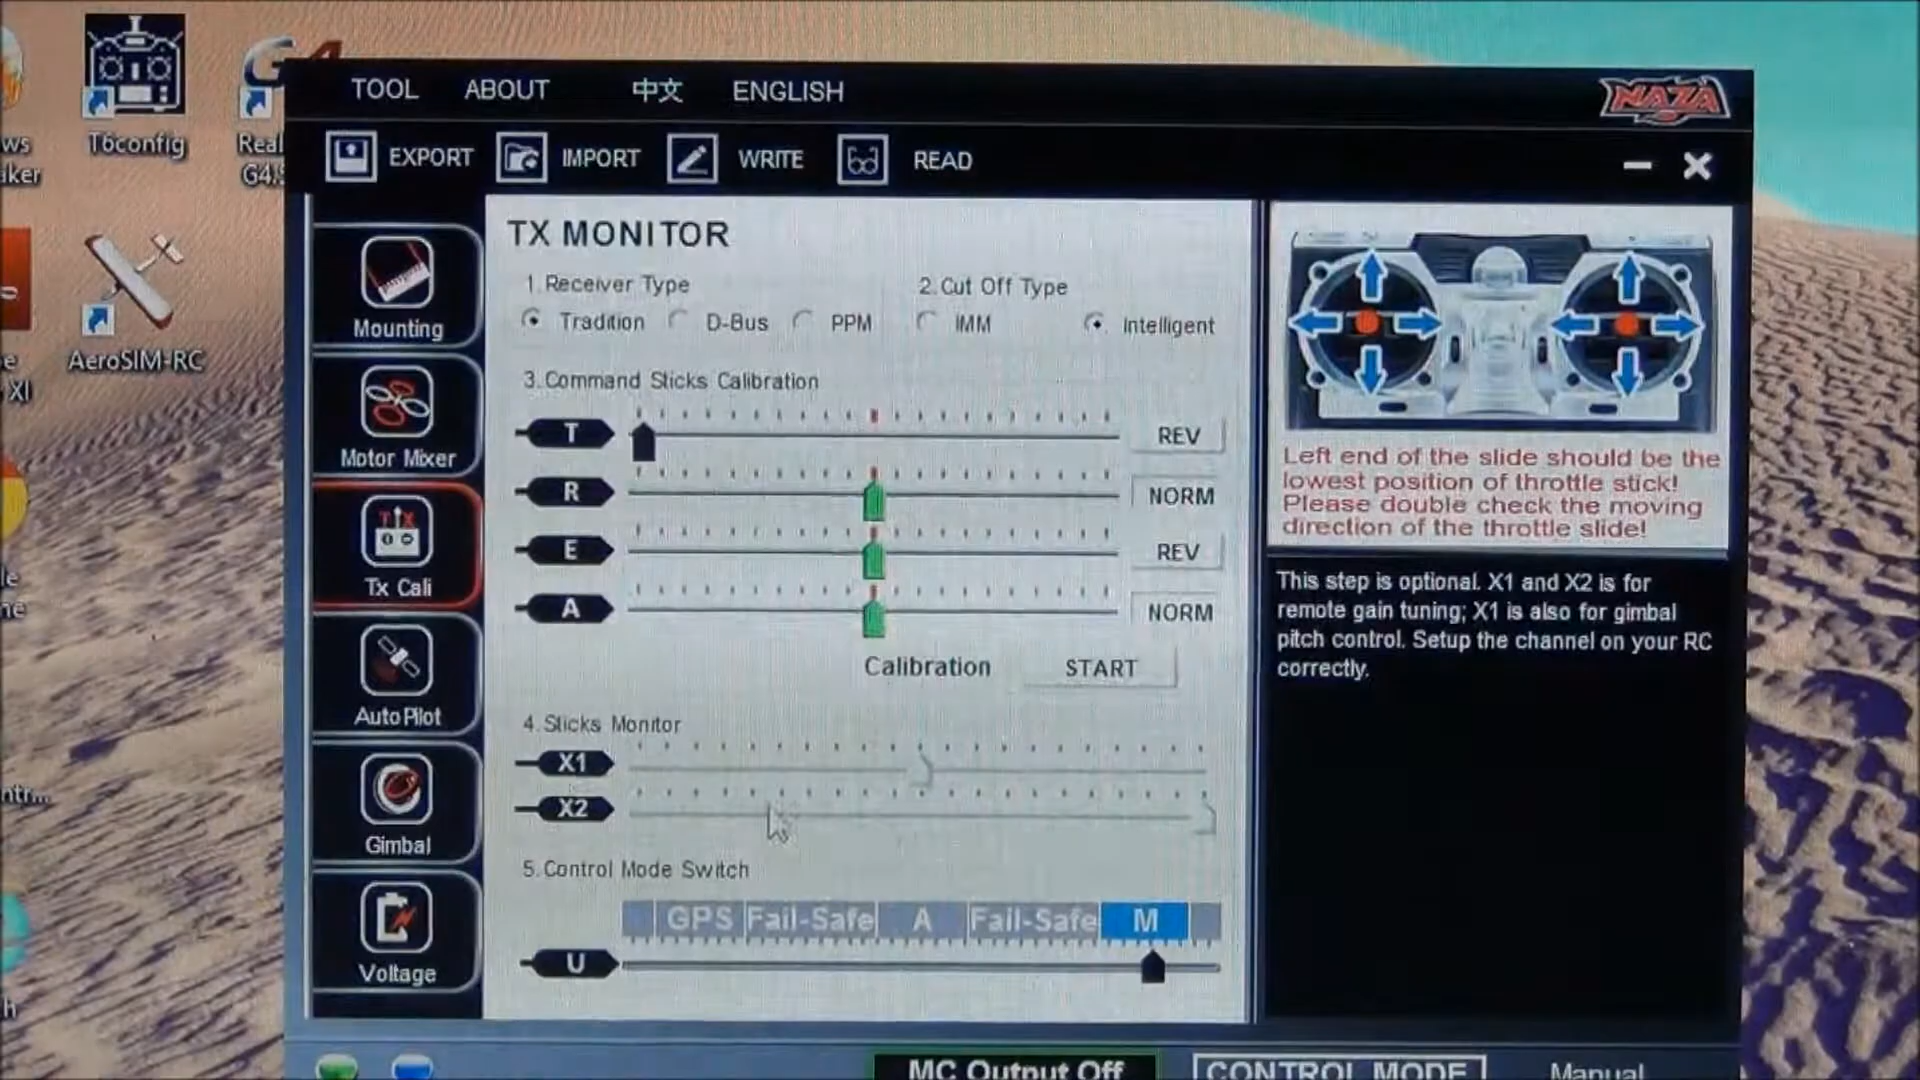 TOOL ABOUT 中文 ENGLISH
NAZA
EXPORT IMPORT WRITE READ
T6config
Real
G4.5
AeroSIM-RC
XI
Mounting
Motor Mixer
Tx Cali
AutoPilot
Gimbal
Voltage
TX MONITOR
1.Receiver Type
Tradition D-Bus PPM
2.Cut Off Type
IMM Intelligent
3.Command Sticks Calibration
T REV
R NORM
E REV
A NORM
Calibration START
4.Sticks Monitor
X1
X2
5.Control Mode Switch
GPS Fail-Safe A Fail-Safe M
U
Left end of the slide should be the
lowest position of throttle stick!
Please double check the moving
direction of the throttle slide!
This step is optional. X1 and X2 is for
remote gain tuning; X1 is also for gimbal
pitch control. Setup the channel on your RC
correctly.
MC Output Off CONTROL MODE Manual